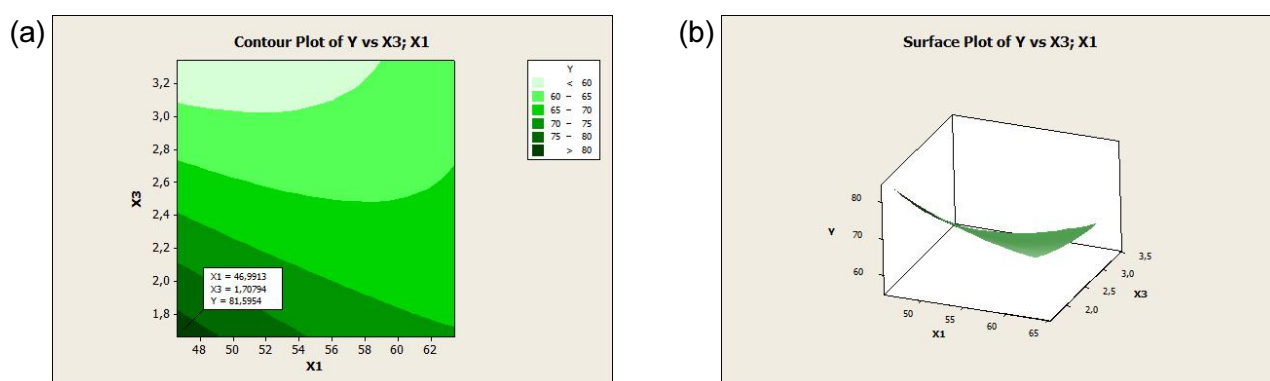 (a)
Contour Plot of Y vs X3; X1
3,2
3,0
2,8
2,6
2,4
2,2
2,0
1,8
X3
X1 = 46,9913
X3 = 1,70794
Y = 81,5954
48 50 52 54 56 58 60 62
X1
Y
< 60
60 – 65
65 – 70
70 – 75
75 – 80
> 80
(b)
Surface Plot of Y vs X3; X1
80
70
60
Y
50
55
60
65
X1
2,0
2,5
3,0
3,5
X3